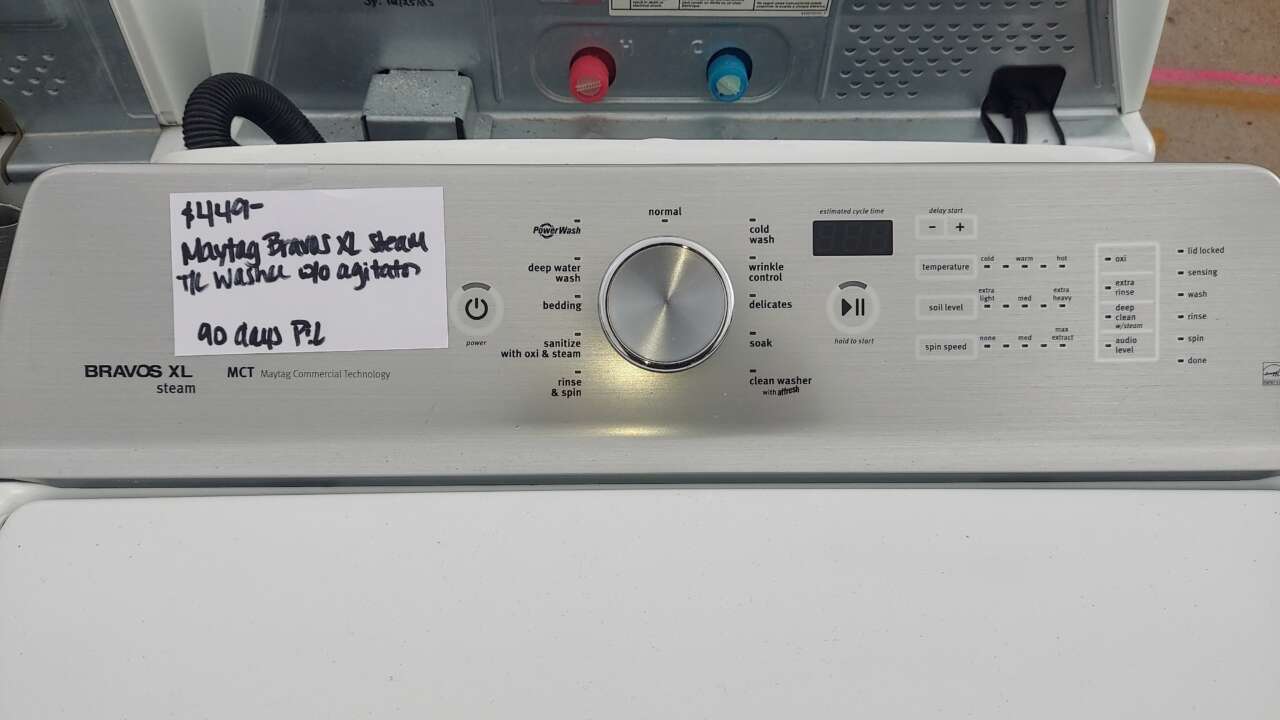 H
C
$449-
Maytag Bravos XL steam
T/L Washer w/o agitator
90 days P&L
BRAVOS XL
steam
MCT Maytag Commercial Technology
power
PowerWash
deep water
wash
bedding
sanitize
with oxi & steam
rinse
& spin
normal
cold
wash
wrinkle
control
delicates
soak
clean washer
with affresh
estimated cycle time
hold to start
delay start
- +
temperature
cold warm hot
soil level
extra
light
med
extra
heavy
spin speed
none med
max
extract
oxi
extra
rinse
deep
clean
w/steam
audio
level
lid locked
sensing
wash
rinse
spin
done